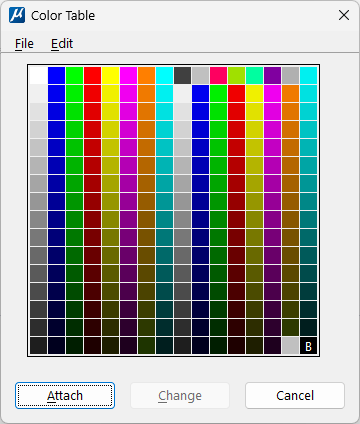 Color Table
File Edit
B
Attach Change Cancel